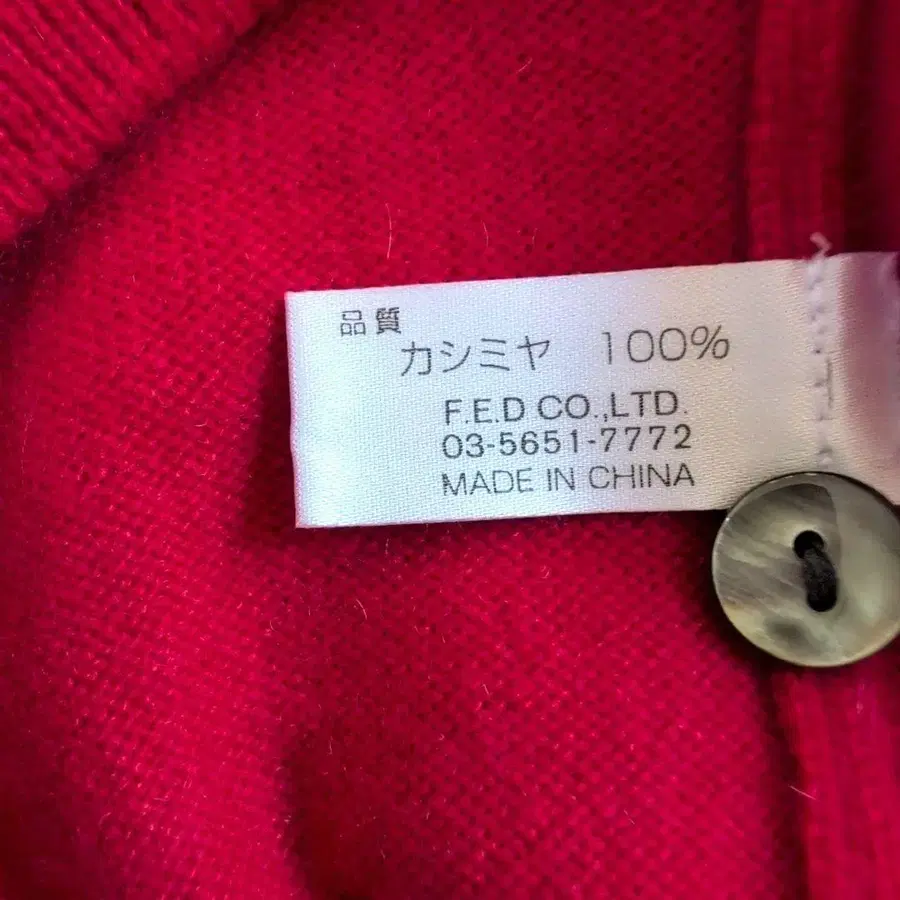 品質
カシミヤ 100%
F.E.D CO.,LTD.
03-5651-7772
MADE IN CHINA